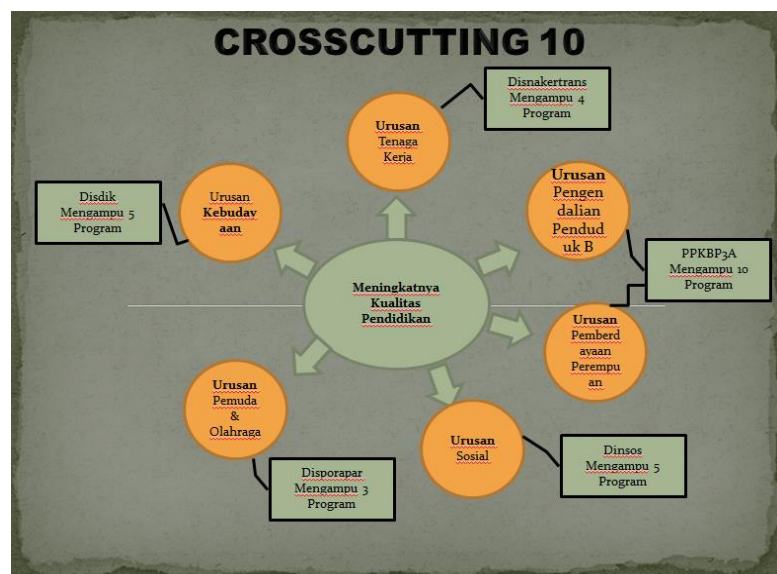 CROSSCUTTING 10
Disnakertrans
Mengampu 4
Program
Urusan
Tenaga
Kerja
Urusan
Pengen
dalian
Pendud
uk B
Disdik
Mengampu 5
Program
Urusan
Kebuday
aan
PPKBP3A
Mengampu 10
Program
Meningkatnya
Kualitas
Pendidikan
Urusan
Pemberd
ayaan
Perempu
an
Urusan
Pemuda
&
Olahraga
Urusan
Sosial
Dinsos
Mengampu 5
Program
Disporapar
Mengampu 3
Program